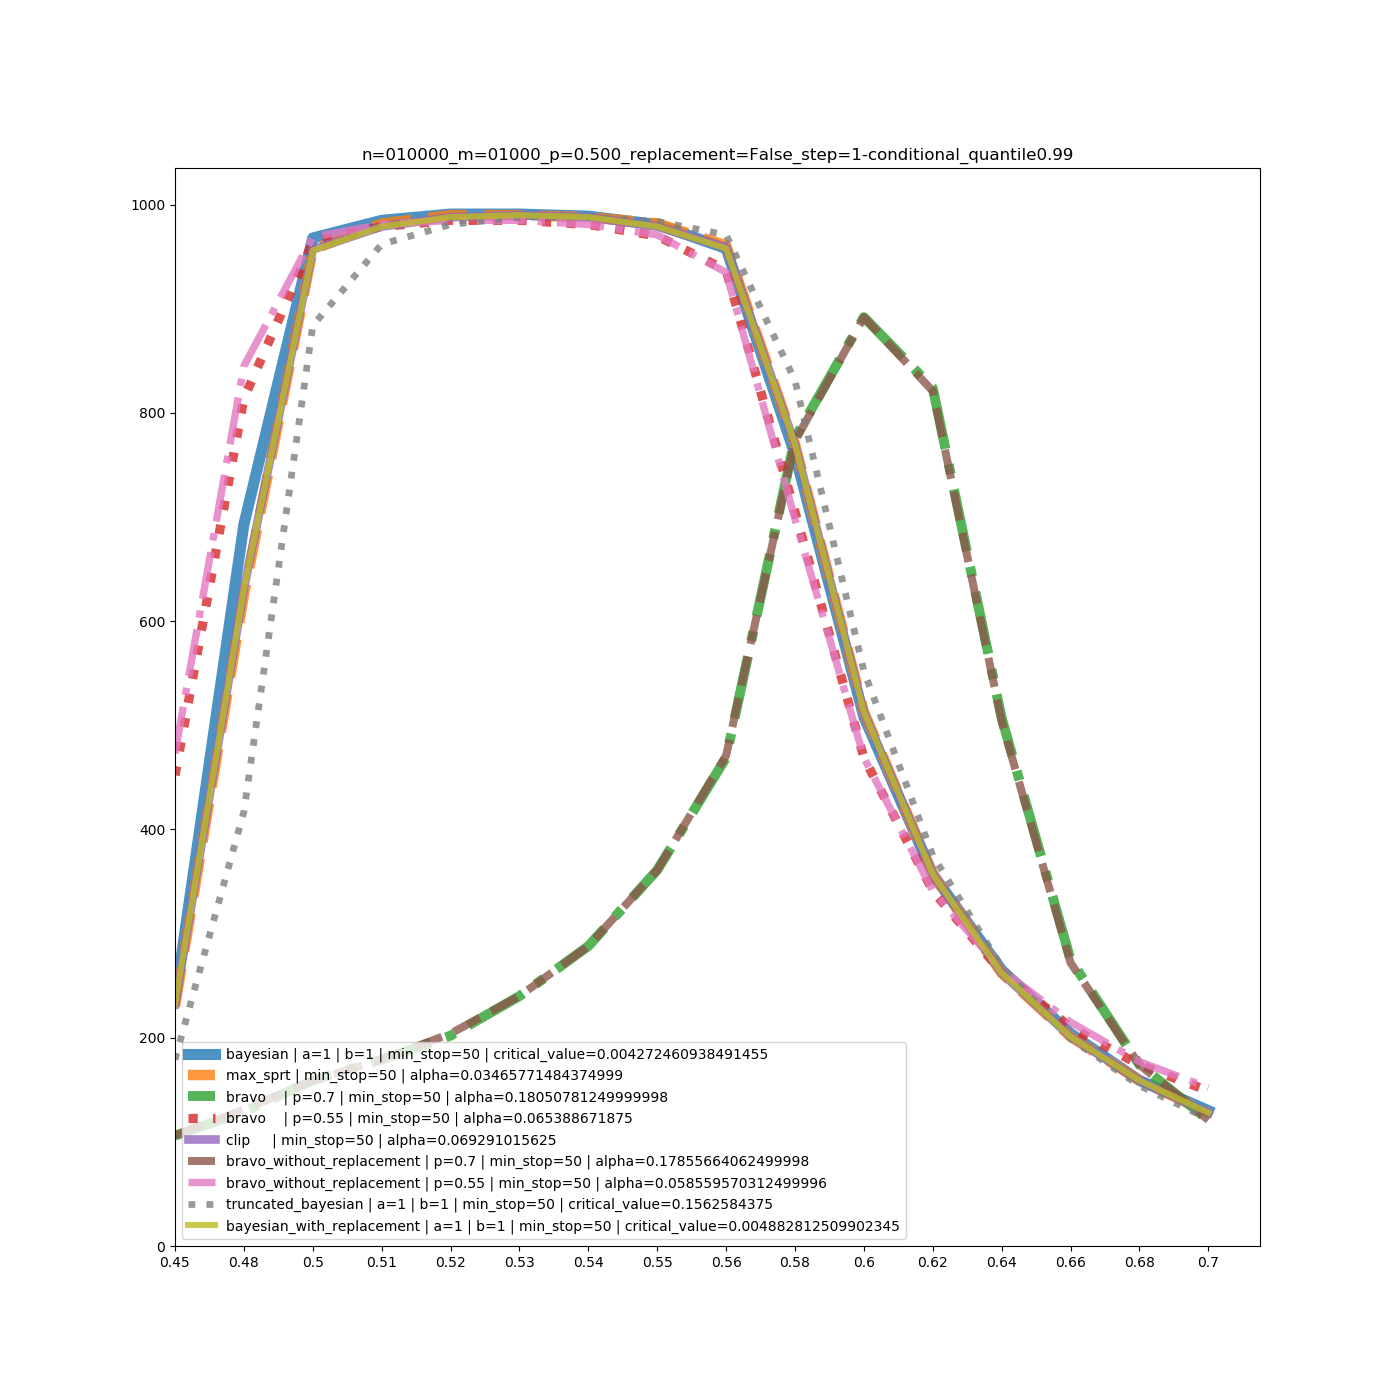 n=010000_m=01000_p=0.500_replacement=False_step=1-conditional_quantile0.99
1000
800
600
400
200
0
bayesian | a=1 | b=1 | min_stop=50 | critical_value=0.004272460938491455
max_sprt | min_stop=50 | alpha=0.03465771484374999
bravo    | p=0.7 | min_stop=50 | alpha=0.18050781249999998
bravo    | p=0.55 | min_stop=50 | alpha=0.065388671875
clip     | min_stop=50 | alpha=0.069291015625
bravo_without_replacement | p=0.7 | min_stop=50 | alpha=0.17855664062499998
bravo_without_replacement | p=0.55 | min_stop=50 | alpha=0.058559570312499996
truncated_bayesian | a=1 | b=1 | min_stop=50 | critical_value=0.1562584375
bayesian_with_replacement | a=1 | b=1 | min_stop=50 | critical_value=0.004882812509902345
0.45 0.48 0.5 0.51 0.52 0.53 0.54 0.55 0.56 0.58 0.6 0.62 0.64 0.66 0.68 0.7